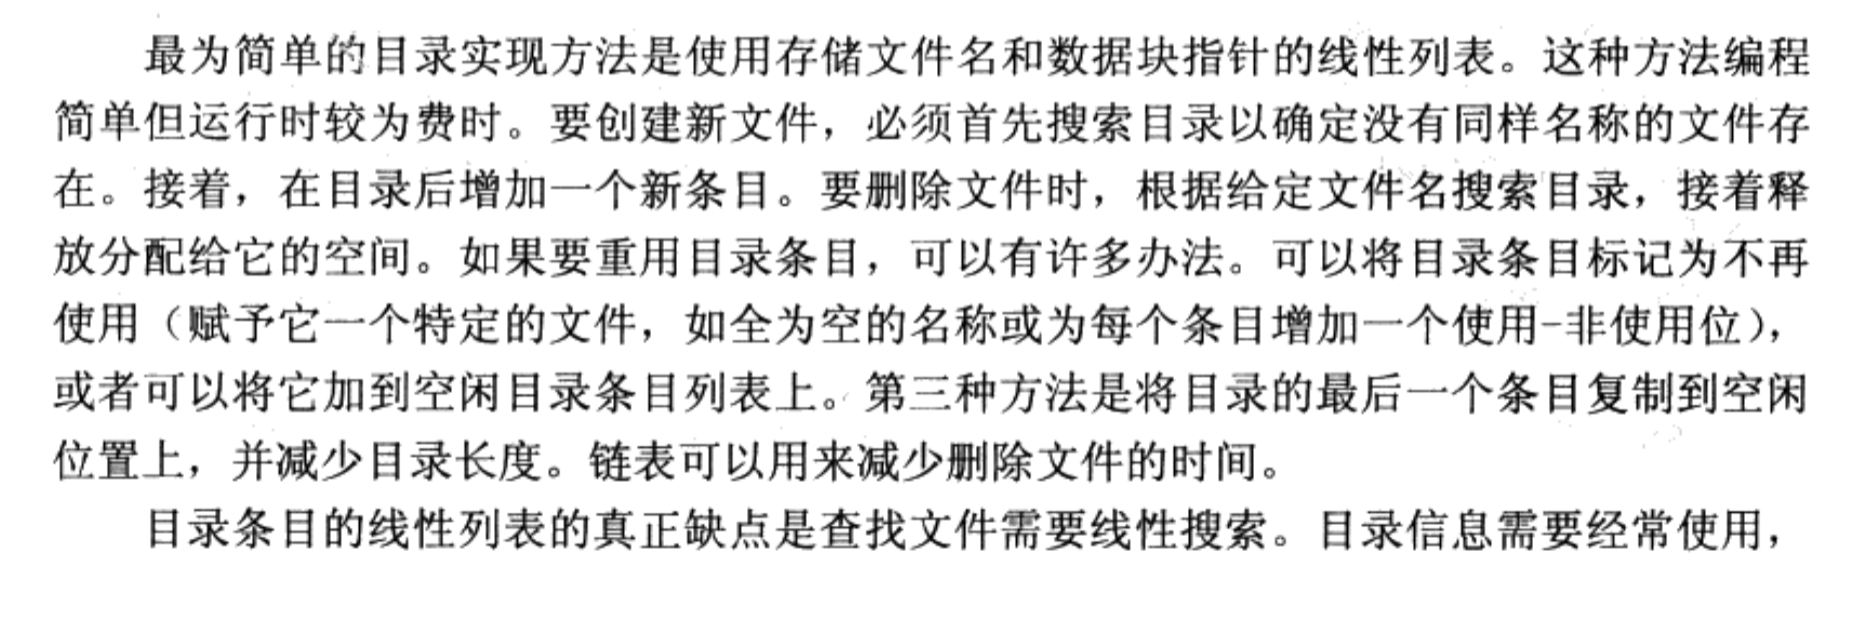 最为简单的目录实现方法是使用存储文件名和数据块指针的线性列表。这种方法编程
简单但运行时较为费时。要创建新文件，必须首先搜索目录以确定没有同样名称的文件存
在。接着，在目录后增加一个新条目。要删除文件时，根据给定文件名搜索目录，接着释
放分配给它的空间。如果要重用目录条目，可以有许多办法。可以将目录条目标记为不再
使用（赋予它一个特定的文件，如全为空的名称或为每个条目增加一个使用-非使用位），
或者可以将它加到空闲目录条目列表上。第三种方法是将目录的最后一个条目复制到空闲
位置上，并减少目录长度。链表可以用来减少删除文件的时间。
目录条目的线性列表的真正缺点是查找文件需要线性搜索。目录信息需要经常使用，